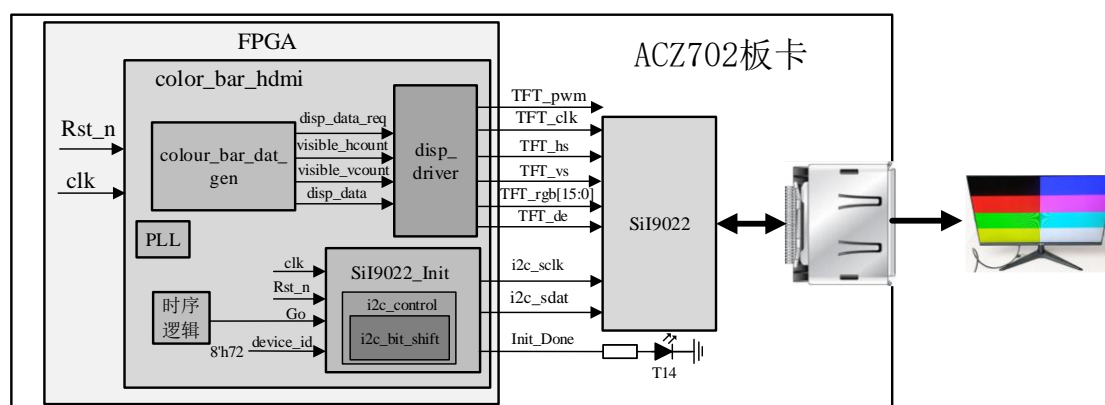 FPGA
ACZ702板卡
color_bar_hdmi
Rst_n
clk
colour_bar_dat_
gen
disp_data_req
visible_hcount
visible_vcount
disp_data
disp_
driver
TFT_pwm
TFT_clk
TFT_hs
TFT_vs
TFT_rgb[15:0]
TFT_de
SiI9022
PLL
时序
逻辑
clk
Rst_n
Go
8'h72
device_id
SiI9022_Init
i2c_control
i2c_bit_shift
i2c_sclk
i2c_sdat
Init_Done
T14